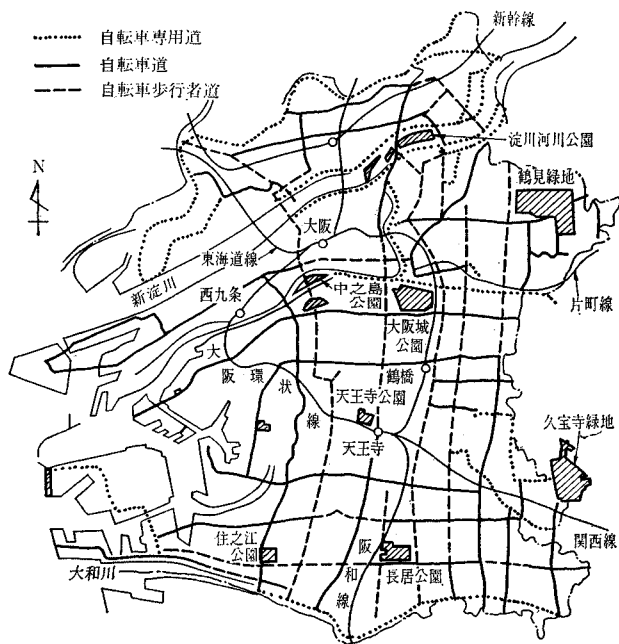 自転車専用道
自転車道
自転車歩行者道
N
新幹線
淀川河川公園
鶴見緑地
大阪
東海道線
新淀川
西九条
中之島
公園
大阪城
公園
片町線
大阪環状線
鶴橋
天王寺公園
天王寺
久宝寺緑地
関西線
住之江
公園
阪和線
長居公園
大和川